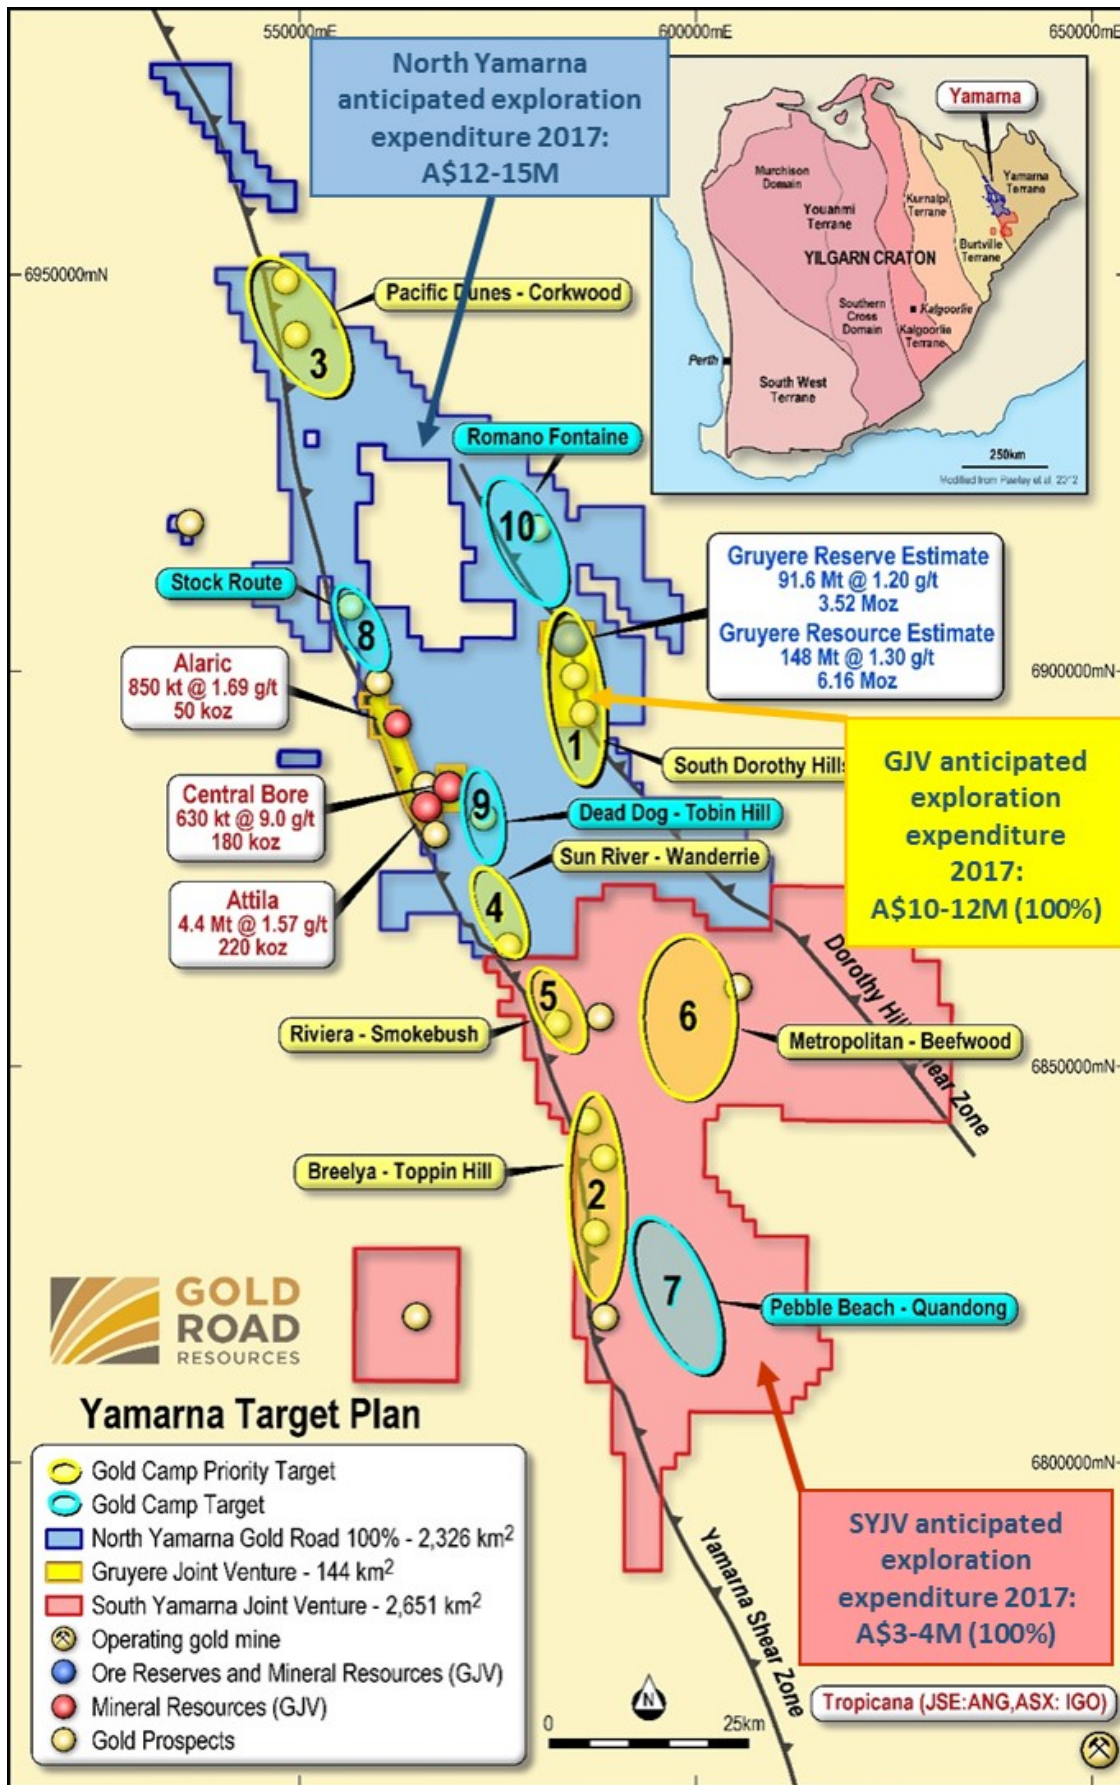 550000mE
600000mE
650000mE
North Yamarna
anticipated exploration
expenditure 2017:
A$12-15M
Yamarna
Murchison
Domain
Youanmi
Terrane
Kurnalpi
Terrane
Yamarna
Terrane
Burtville
Terrane
YILGARN CRATON
Southern
Cross
Domain
Kalgoorlie
Kalgoorlie
Terrane
Perth
South West
Terrane
250km
Modified from Pawley et al. 2012
6950000mN
Pacific Dunes - Corkwood
3
Romano Fontaine
10
Stock Route
8
Gruyere Reserve Estimate
91.6 Mt @ 1.20 g/t
3.52 Moz
Gruyere Resource Estimate
148 Mt @ 1.30 g/t
6.16 Moz
6900000mN
Alaric
850 kt @ 1.69 g/t
50 koz
1
South Dorothy Hills
GJV anticipated
exploration
expenditure
2017:
A$10-12M (100%)
Central Bore
630 kt @ 9.0 g/t
180 koz
9
Dead Dog - Tobin Hill
Sun River - Wanderrie
Attila
4.4 Mt @ 1.57 g/t
220 koz
4
5
6
Riviera - Smokebush
Metropolitan - Beefwood
Dorothy Hill
Shear Zone
6850000mN
Breelya - Toppin Hill
2
7
Pebble Beach - Quandong
GOLD
ROAD
RESOURCES
Yamarna Target Plan
Gold Camp Priority Target
Gold Camp Target
North Yamarna Gold Road 100% - 2,326 km²
Gruyere Joint Venture - 144 km²
South Yamarna Joint Venture - 2,651 km²
Operating gold mine
Ore Reserves and Mineral Resources (GJV)
Mineral Resources (GJV)
Gold Prospects
6800000mN
SYJV anticipated
exploration
expenditure 2017:
A$3-4M (100%)
Yamarna Shear Zone
N
0 25km
Tropicana (JSE:ANG,ASX: IGO)